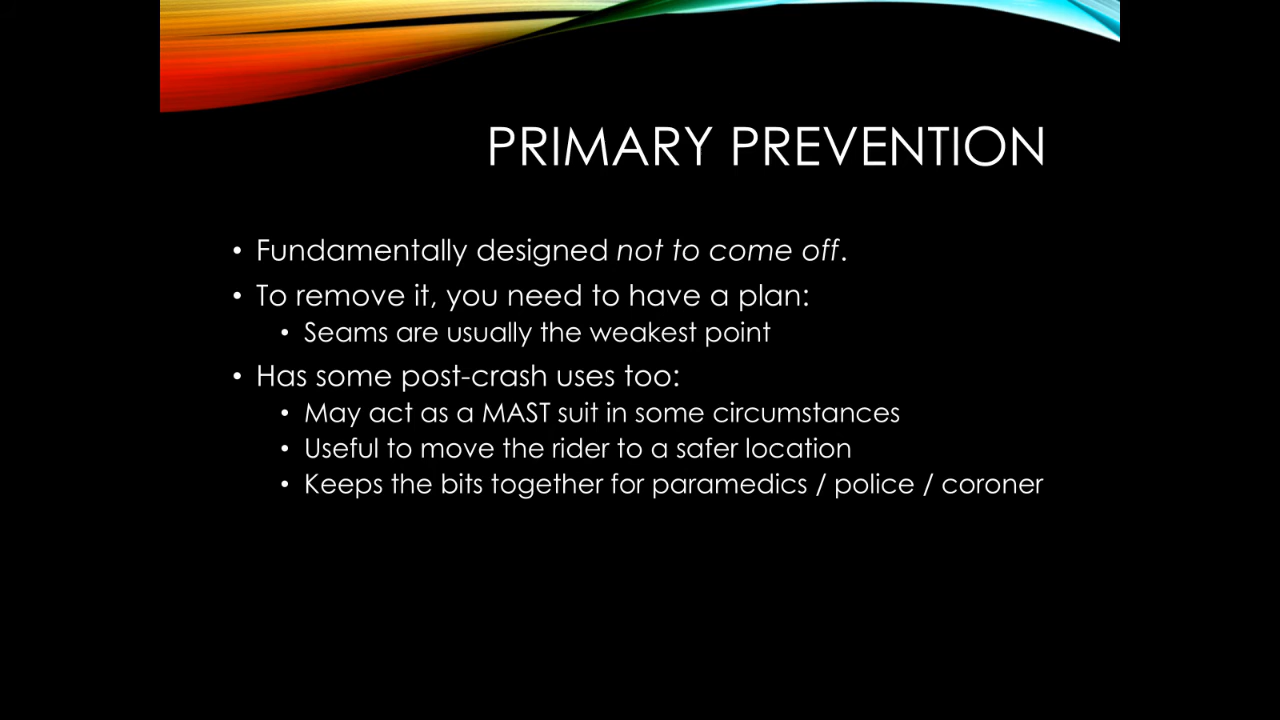 PRIMARY PREVENTION
• Fundamentally designed not to come off.
• To remove it, you need to have a plan:
• Seams are usually the weakest point
• Has some post-crash uses too:
• May act as a MAST suit in some circumstances
• Useful to move the rider to a safer location
• Keeps the bits together for paramedics / police / coroner